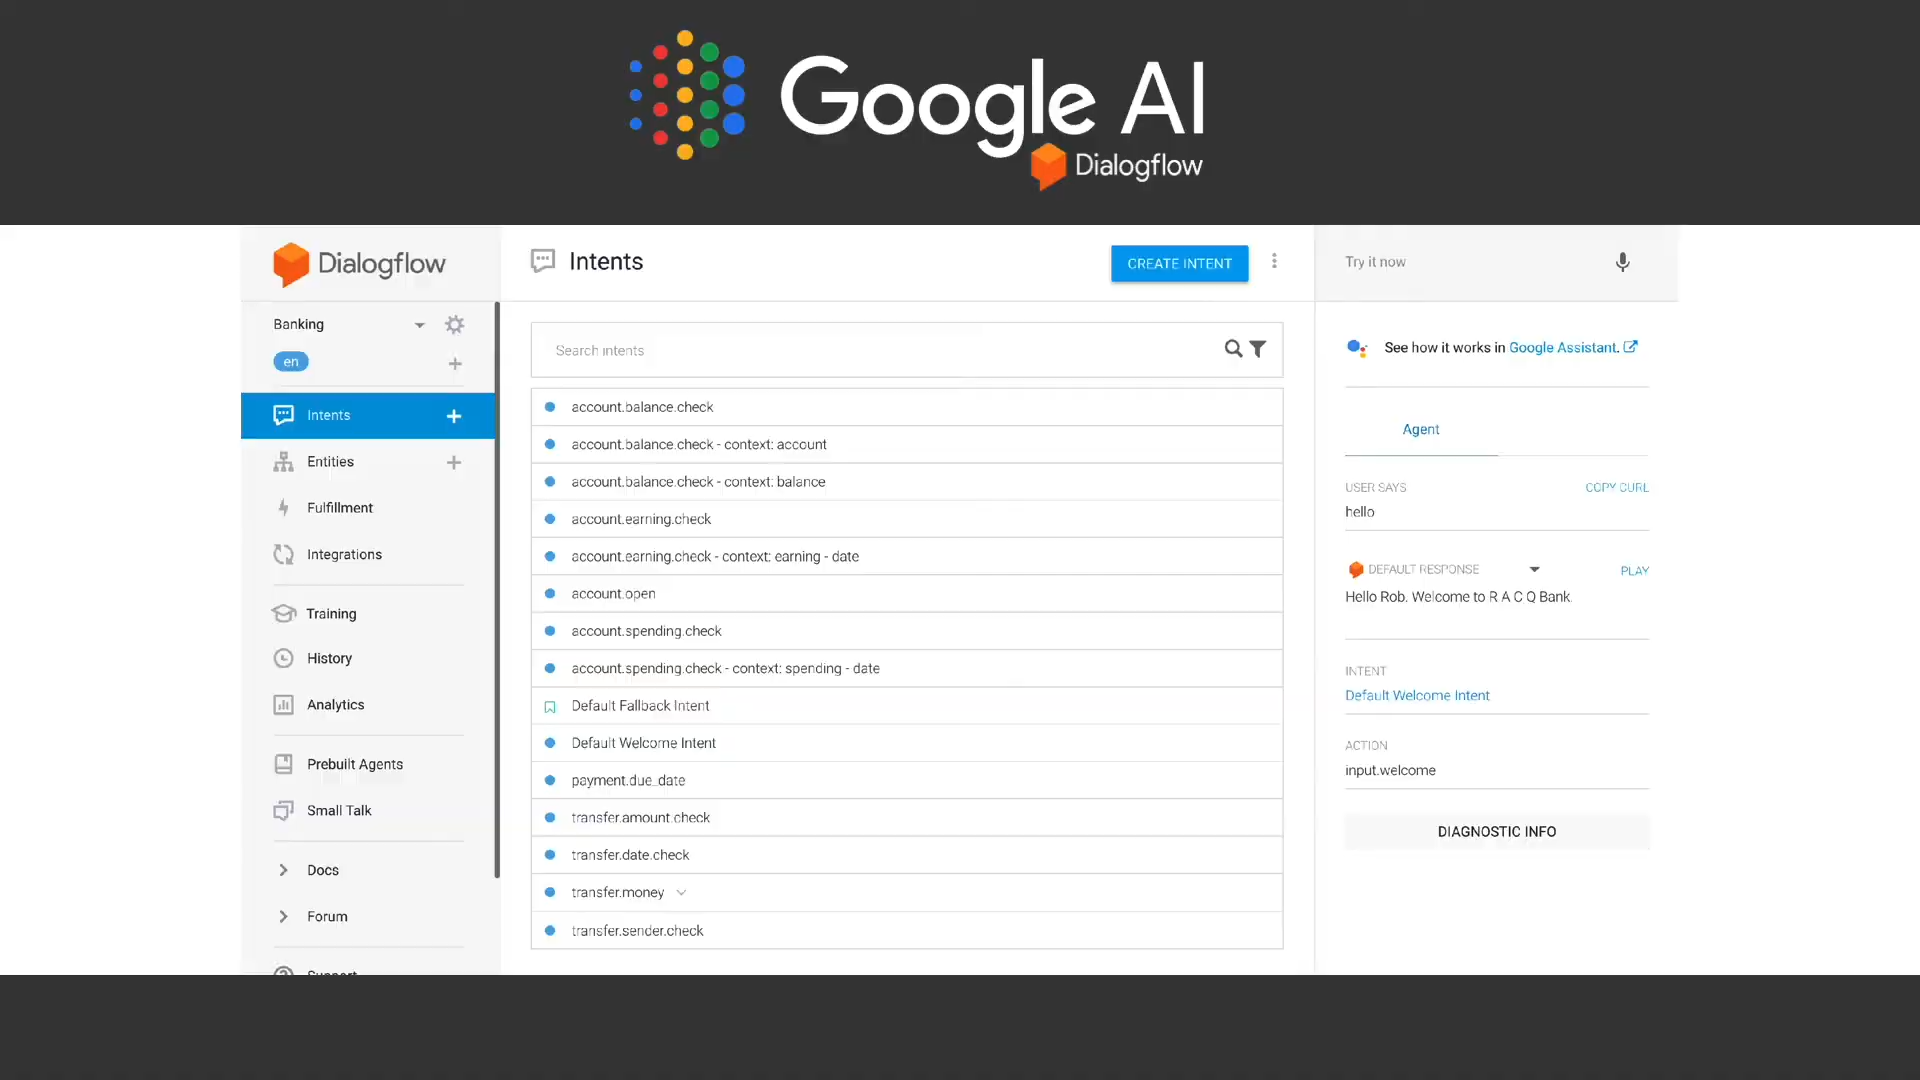 Google AI
Dialogflow
Dialogflow
Banking
en
Intents
Entities
Fulfillment
Integrations
Training
History
Analytics
Prebuilt Agents
Small Talk
Docs
Forum
Support
Intents
CREATE INTENT
Search intents
account.balance.check
account.balance.check - context: account
account.balance.check - context: balance
account.earning.check
account.earning.check - context: earning - date
account.open
account.spending.check
account.spending.check - context: spending - date
Default Fallback Intent
Default Welcome Intent
payment.due_date
transfer.amount.check
transfer.date.check
transfer.money
transfer.sender.check
Try it now
See how it works in Google Assistant.
Agent
USER SAYS COPY CURL
hello
DEFAULT RESPONSE PLAY
Hello Rob. Welcome to R A C Q Bank.
INTENT
Default Welcome Intent
ACTION
input.welcome
DIAGNOSTIC INFO